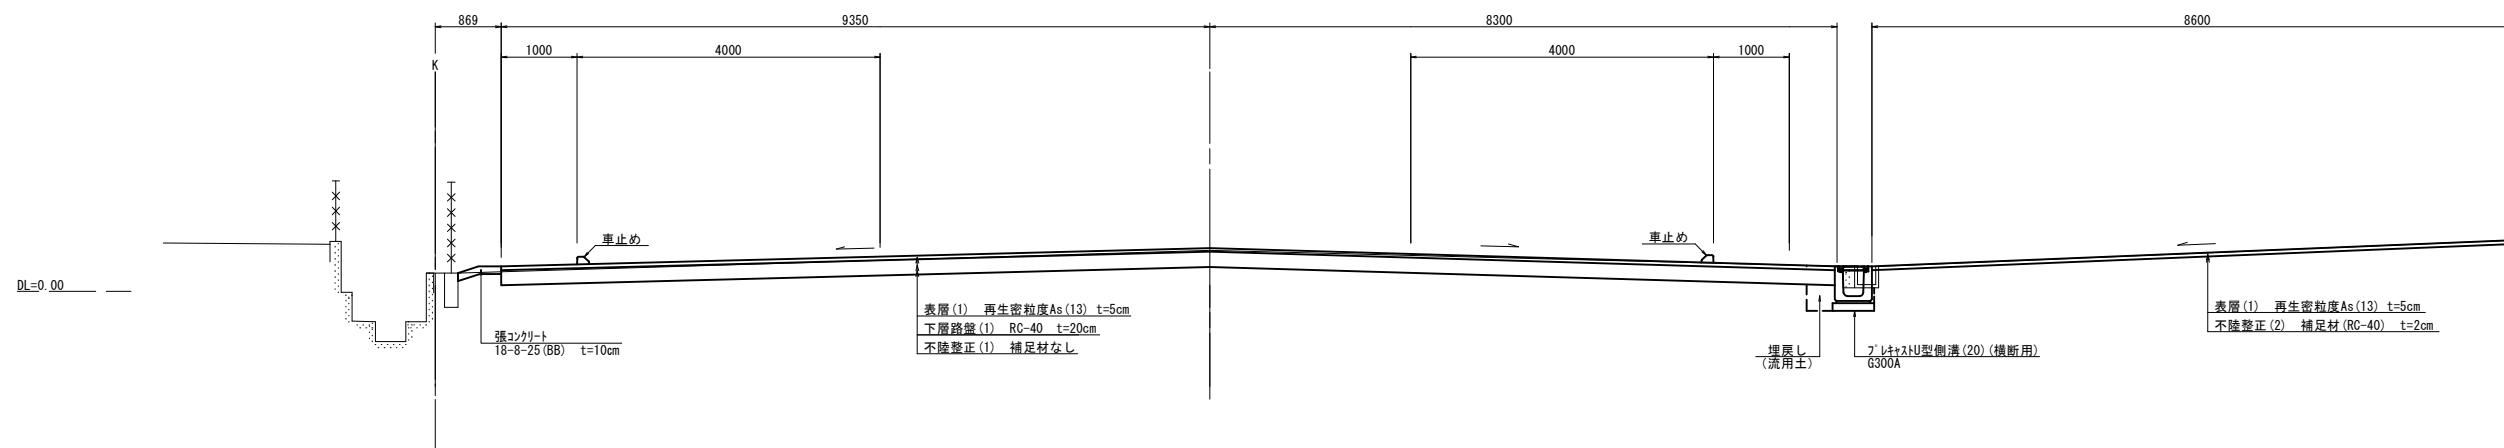 869
9350
8300
8600
1000
4000
4000
1000
K
車止め
車止め
DL=0.00
表層(1) 再生密粒度As(13) t=5cm
下層路盤(1) RC-40 t=20cm
不陸整正(1) 補足材なし
張ｺﾝｸﾘｰﾄ
18-8-25(BB) t=10cm
埋戻し
(流用土)
ﾌﾟﾚｷｬｽﾄU型側溝(20)(横断用)
G300A
表層(1) 再生密粒度As(13) t=5cm
不陸整正(2) 補足材(RC-40) t=2cm